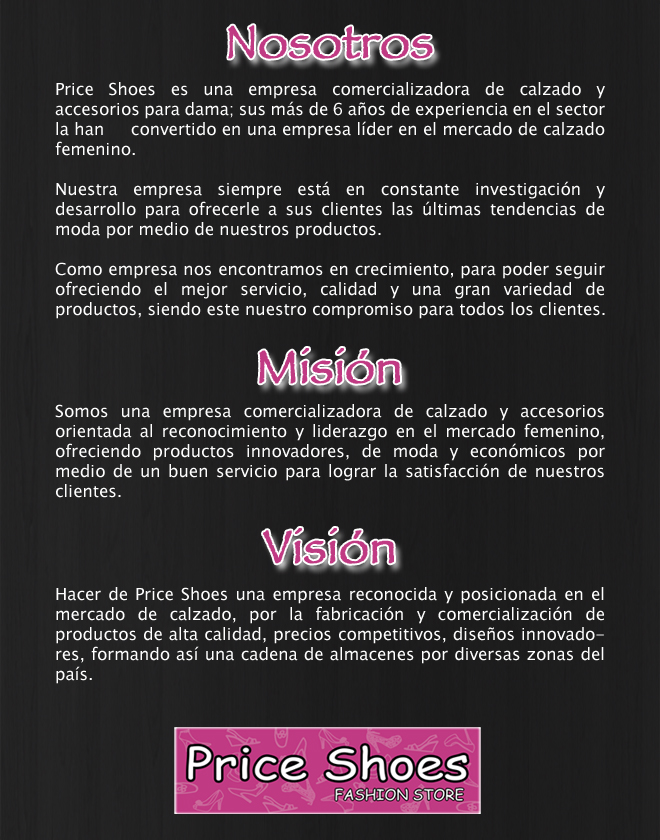 Nosotros
Price Shoes es una empresa comercializadora de calzado y
accesorios para dama; sus más de 6 años de experiencia en el sector
la han convertido en una empresa líder en el mercado de calzado
femenino.
Nuestra empresa siempre está en constante investigación y
desarrollo para ofrecerle a sus clientes las últimas tendencias de
moda por medio de nuestros productos.
Como empresa nos encontramos en crecimiento, para poder seguir
ofreciendo el mejor servicio, calidad y una gran variedad de
productos, siendo este nuestro compromiso para todos los clientes.
Misión
Somos una empresa comercializadora de calzado y accesorios
orientada al reconocimiento y liderazgo en el mercado femenino,
ofreciendo productos innovadores, de moda y económicos por
medio de un buen servicio para lograr la satisfacción de nuestros
clientes.
Visión
Hacer de Price Shoes una empresa reconocida y posicionada en el
mercado de calzado, por la fabricación y comercialización de
productos de alta calidad, precios competitivos, diseños innovado-
res, formando así una cadena de almacenes por diversas zonas del
país.
Price Shoes
FASHION STORE